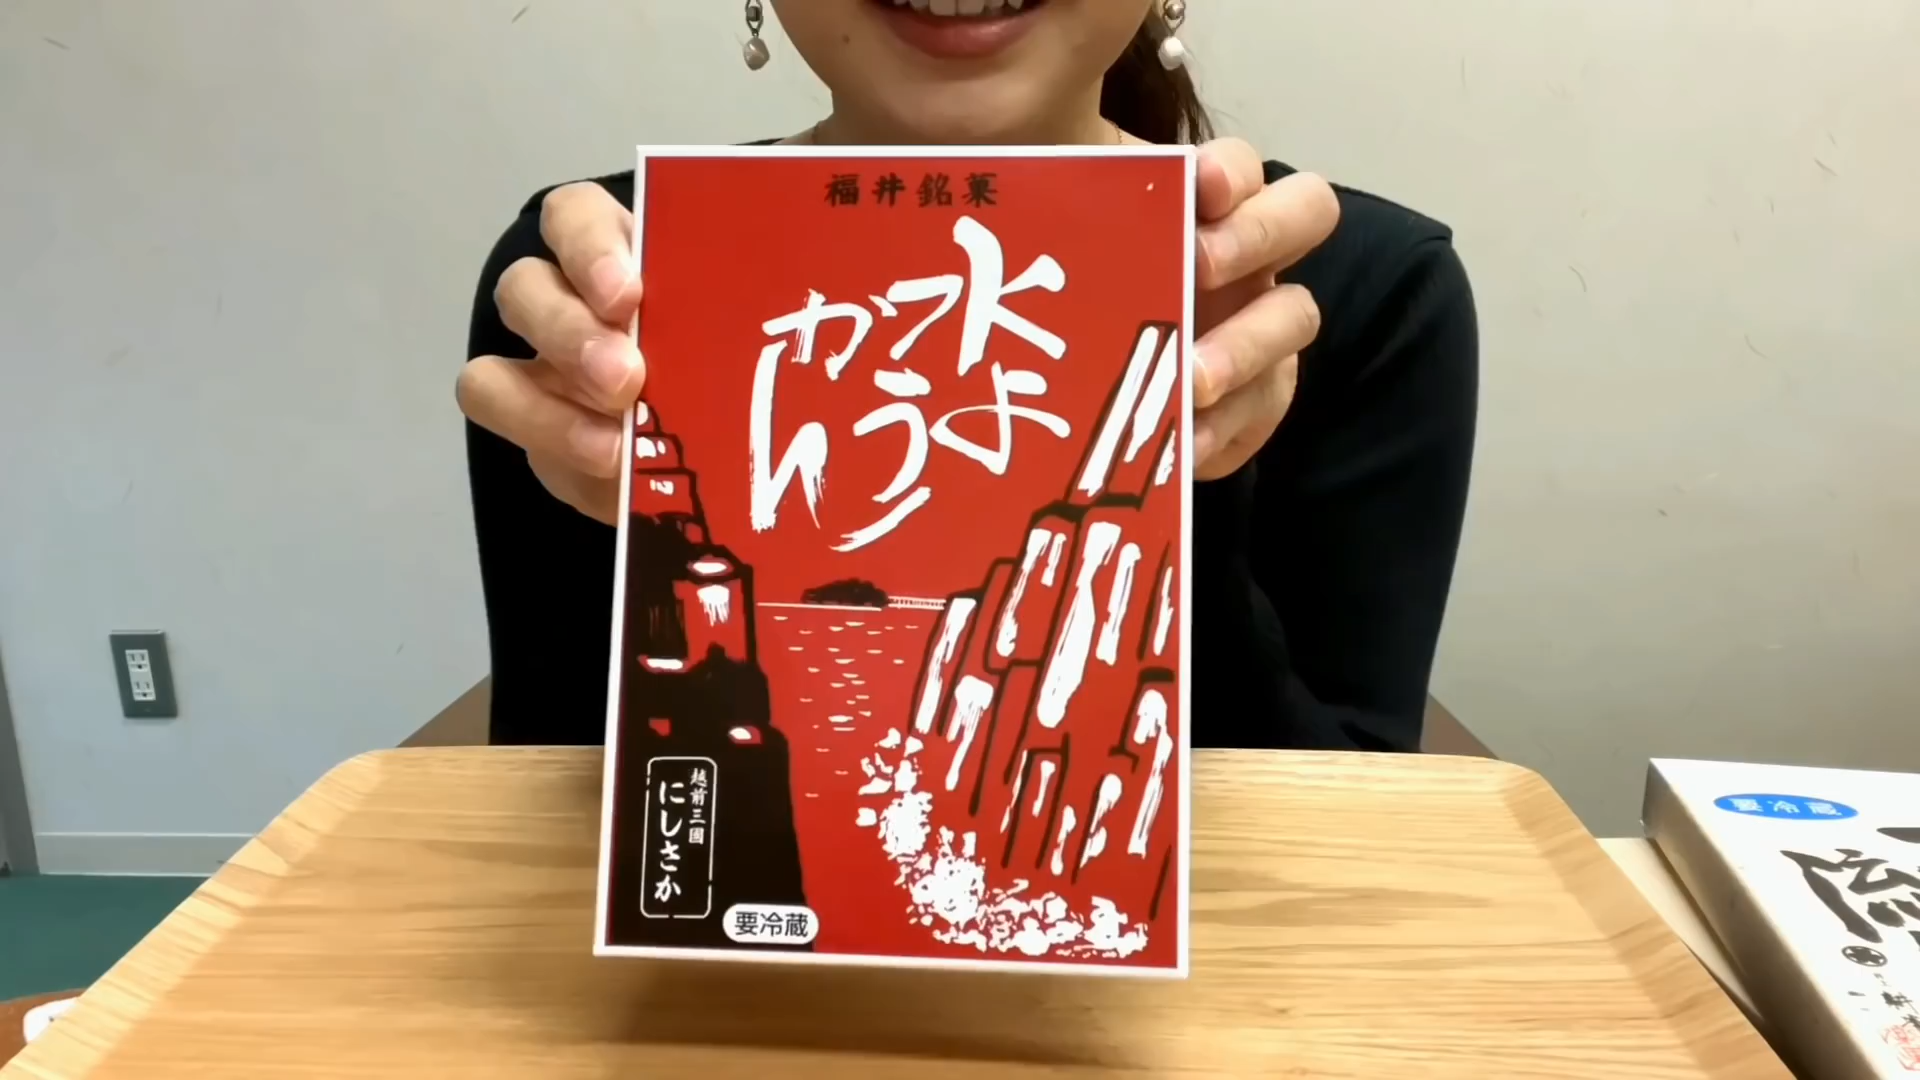 福井銘菓
水よ
うう
かん
越前三國
にしさか
要冷蔵
要冷蔵